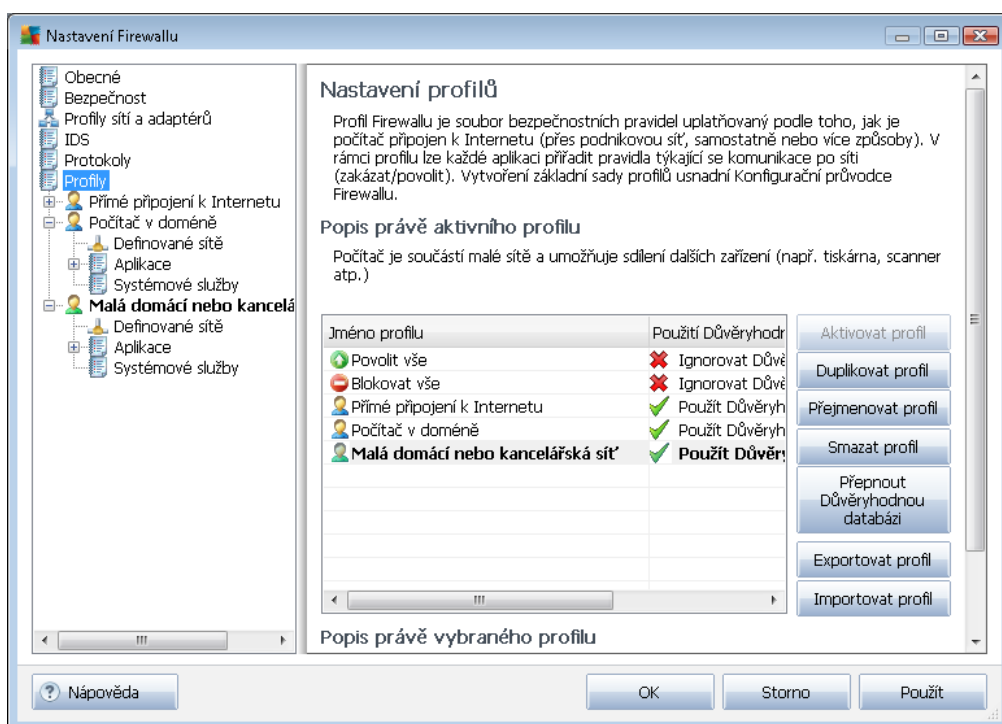 Nastavení Firewallu
Obecné
Bezpečnost
Profily sítí a adaptérů
IDS
Protokoly
Profily
Přímé připojení k Internetu
Počítač v doméně
Definované sítě
Aplikace
Systémové služby
Malá domácí nebo kancelá
Definované sítě
Aplikace
Systémové služby
Nastavení profilů
Profil Firewallu je soubor bezpečnostních pravidel uplatňovaný podle toho, jak je
počítač připojen k Internetu (přes podnikovou síť, samostatně nebo více způsoby). V
rámci profilu lze každé aplikaci přiřadit pravidla týkající se komunikace po síti
(zakázat/povolit). Vytvoření základní sady profilů usnadní Konfigurační průvodce
Firewallu.
Popis právě aktivního profilu
Počítač je součástí malé sítě a umožňuje sdílení dalších zařízení (např. tiskárna, scanner
atp.)
Jméno profilu Použití Důvěryhodr
Povolit vše Ignorovat Důvě
Blokovat vše Ignorovat Důvě
Přímé připojení k Internetu Použít Důvěryh
Počítač v doméně Použít Důvěryh
Malá domácí nebo kancelářská síť Použít Důvěry
Aktivovat profil
Duplikovat profil
Přejmenovat profil
Smazat profil
Přepnout
Důvěryhodnou
databázi
Exportovat profil
Importovat profil
Popis právě vybraného profilu
Nápověda
OK
Storno
Použít